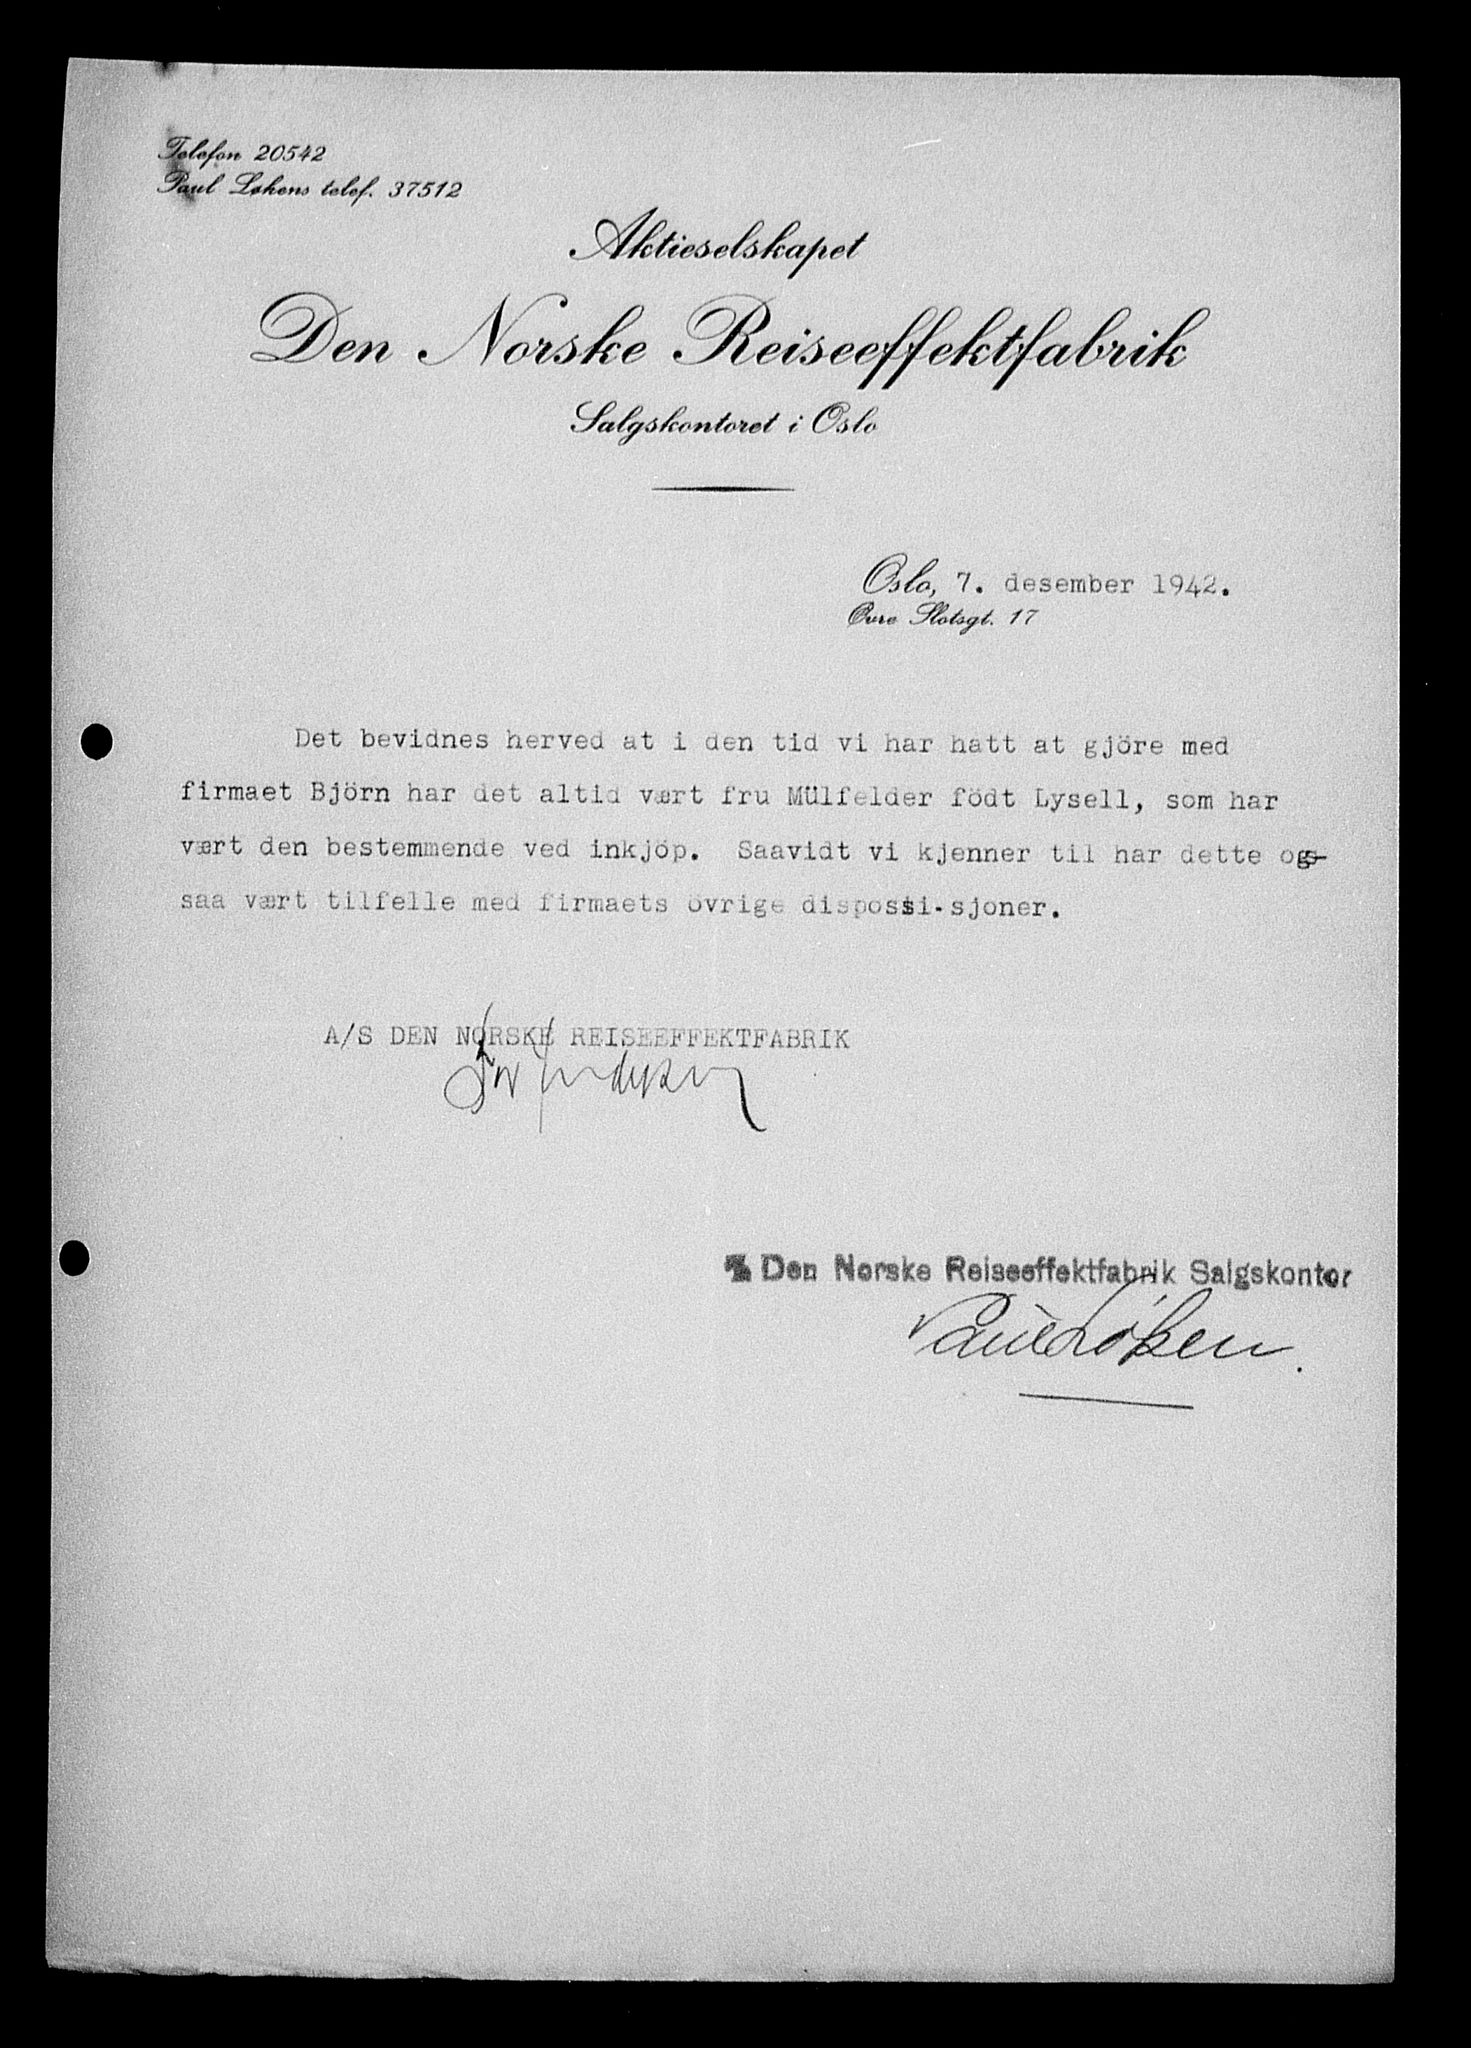 Telefon 20542
Paul Løkens telef. 37512
Aktieselskapet
Den Norske Reiseeffektfabrik
Salgskontoret i Oslo
Oslo, 7. desember 1942.
Øvre Slotsgt. 17
Det bevidnes herved at i den tid vi har hatt at gjöre med
firmaet Björn har det altid vært fru Mülfelder födt Lysell, som har
vært den bestemmende ved inkjöp. Saavidt vi kjenner til har dette og-
saa vært tilfelle med firmaets övrige disposi-sjoner.
A/S DEN NORSKE REISEEFFEKTFABRIK
A/S Den Norske Reiseeffektfabrik Salgskontor
Paul Løken.